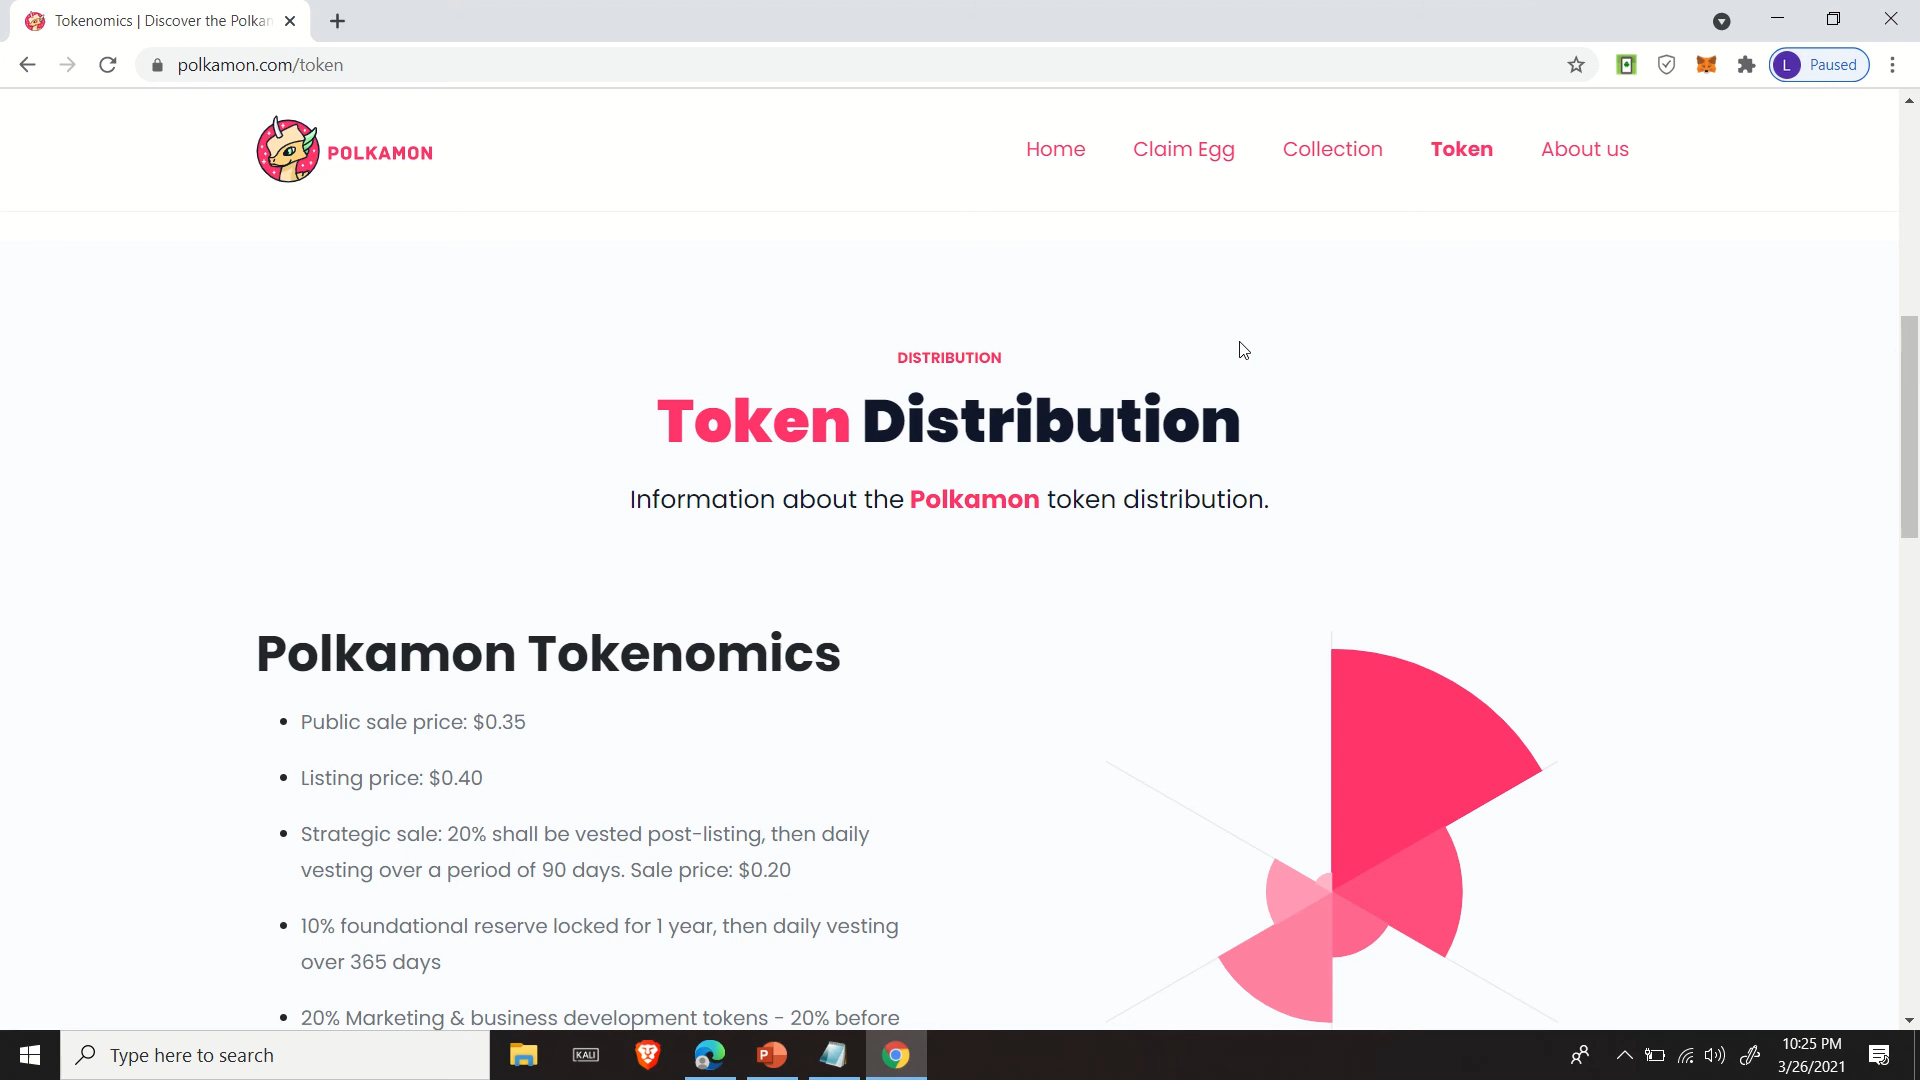 Tokenomics | Discover the Polkam
polkamon.com/token
L Paused
POLKAMON
Home Claim Egg Collection Token About us
DISTRIBUTION
Token Distribution
Information about the Polkamon token distribution.
Polkamon Tokenomics
• Public sale price: $0.35
• Listing price: $0.40
• Strategic sale: 20% shall be vested post-listing, then daily
vesting over a period of 90 days. Sale price: $0.20
• 10% foundational reserve locked for 1 year, then daily vesting
over 365 days
• 20% Marketing & business development tokens - 20% before
Type here to search
KALI
10:25 PM
3/26/2021